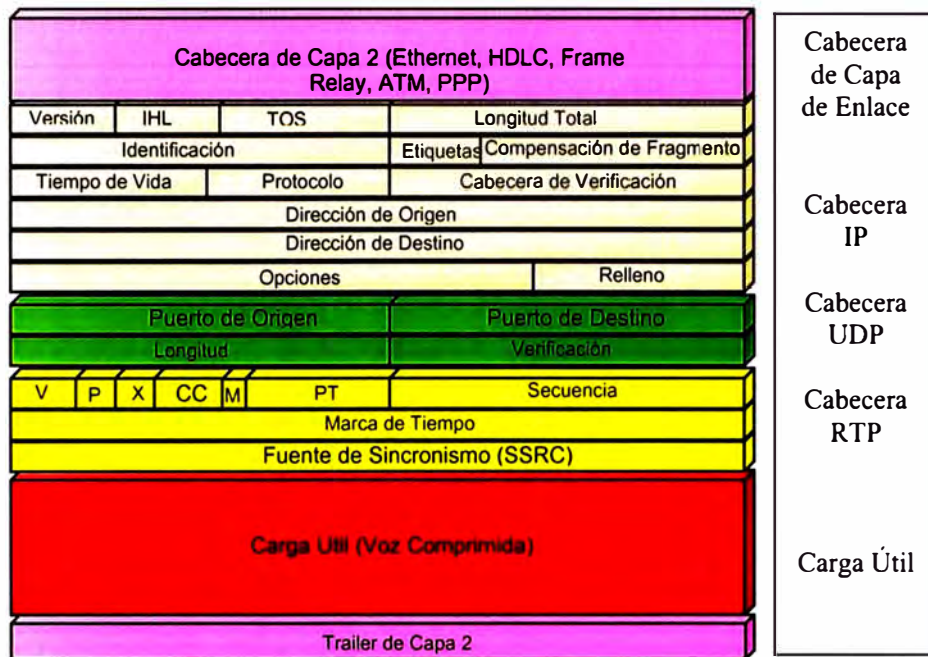 Cabecera de Capa 2 (Ethernet, HDLC, Frame
Relay, ATM, PPP)
Versión IHL TOS Longitud Total
Identificación Etiquetas Compensación de Fragmento
Tiempo de Vida Protocolo Cabecera de Verificación
Dirección de Origen
Dirección de Destino
Opciones Relleno
Puerto de Origen Puerto de Destino
Longitud Verificación
V P X CC M PT Secuencia
Marca de Tiempo
Fuente de Sincronismo (SSRC)
Carga Util (Voz Comprimida)
Trailer de Capa 2
Cabecera
de Capa
de Enlace
Cabecera
IP
Cabecera
UDP
Cabecera
RTP
Carga Útil